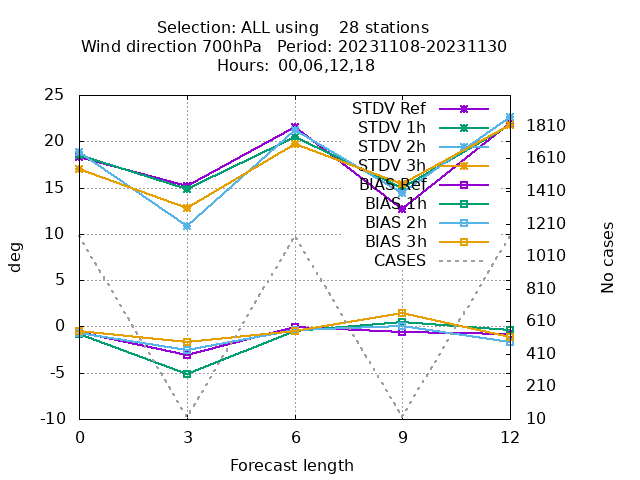 Selection: ALL using    28 stations
Wind direction 700hPa   Period: 20231108-20231130
Hours:  00,06,12,18
STDV Ref
STDV 1h
STDV 2h
STDV 3h
BIAS Ref
BIAS 1h
BIAS 2h
BIAS 3h
CASES
deg
25
20
15
10
5
0
-5
-10
0
3
6
9
12
Forecast length
1810
1610
1410
1210
1010
810
610
410
210
10
No cases